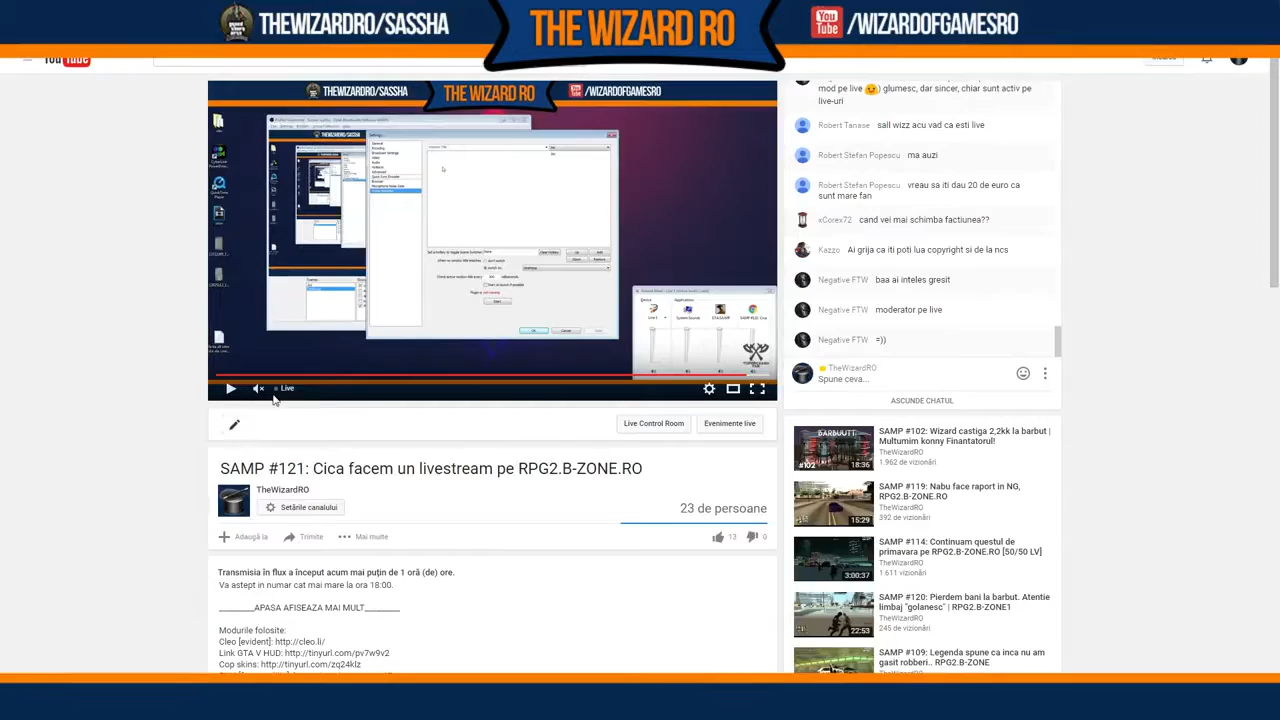 THEWIZARDRO/SASSHA
THE WIZARD RO
You Tube /WIZARDOFGAMESRO
THEWIZARDRO/SASSHA
THE WIZARD RO
/WIZARDOFGAMESRO
Live
mod pe live glumesc, dar sincer, chiar sunt activ pe
live-uri
Robert Tanase sall wizz acu vad ca esti live
Robert Stefan Popescu ma auzi
Robert Stefan Popescu vreau sa iti dau 20 de euro ca
sunt mare fan
xCorex72 cand vei mai schimba factiunea??
Kazzo Ai grija ca iti poti lua copyright si de la ncs
Negative FTW baa ai inteles gresit
Negative FTW moderator pe live
Negative FTW =))
TheWizardRO
Spune ceva...
ASCUNDE CHATUL
Live Control Room
Evenimente live
SAMP #121: Cica facem un livestream pe RPG2.B-ZONE.RO
TheWizardRO
Setările canalului
23 de persoane
Adaugă la
Trimite
Mai multe
13
0
Transmisia în flux a început acum mai puțin de 1 oră (de) ore.
Va astept in numar cat mai mare la ora 18:00.
_________APASA AFISEAZA MAI MULT_________
Modurile folosite:
Cleo [evident]: http://cleo.li/
Link GTA V HUD: http://tinyurl.com/pv7w9v2
Cop skins: http://tinyurl.com/zq24klz
BARBUUTT
#102
18:36
SAMP #102: Wizard castiga 2,2kk la barbut |
Multumim konny Finantatorul!
TheWizardRO
1.962 de vizionări
15:29
SAMP #119: Nabu face raport in NG,
RPG2.B-ZONE.RO
TheWizardRO
392 de vizionări
3:00:37
SAMP #114: Continuam questul de
primavara pe RPG2.B-ZONE.RO [50/50 LV]
TheWizardRO
1.611 vizionări
22:53
SAMP #120: Pierdem bani la barbut. Atentie
limbaj "golanesc" | RPG2.B-ZONE1
TheWizardRO
245 de vizionări
SAMP #109: Legenda spune ca inca nu am
gasit robberi.. RPG2.B-ZONE
TheWizardRO